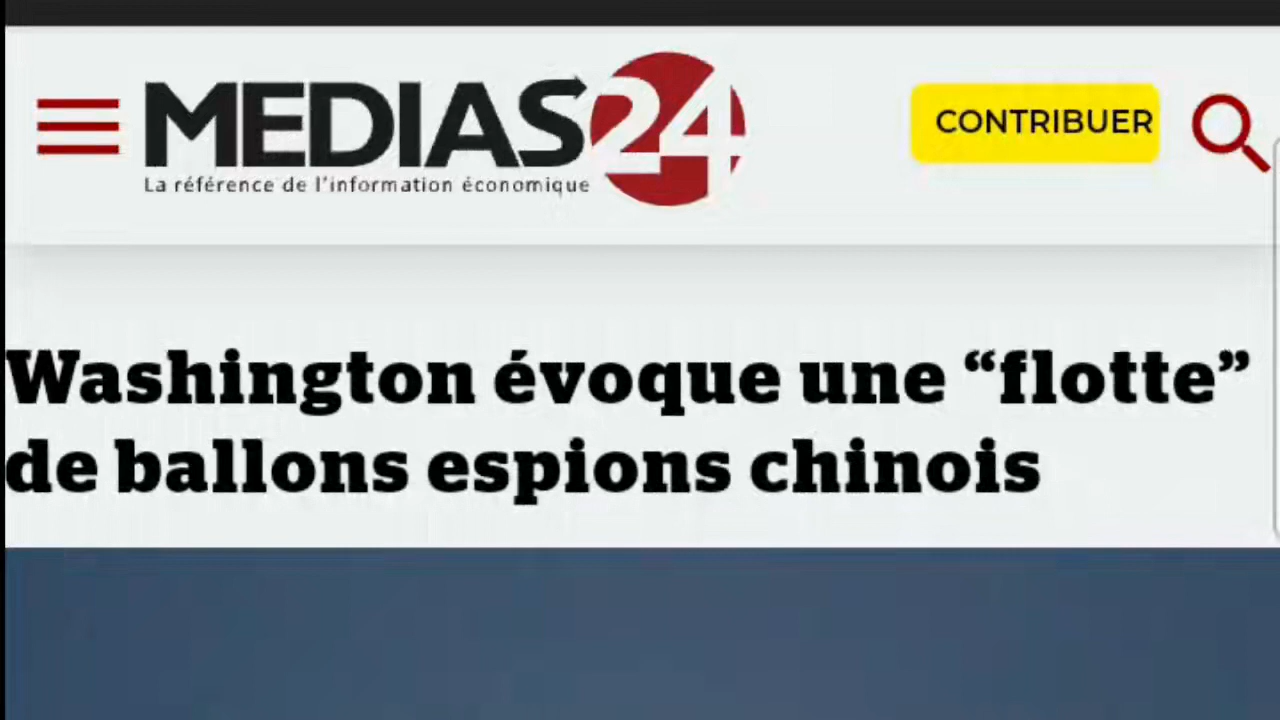 MEDIAS24
La référence de l'information économique
CONTRIBUER
Washington évoque une “flotte”
de ballons espions chinois